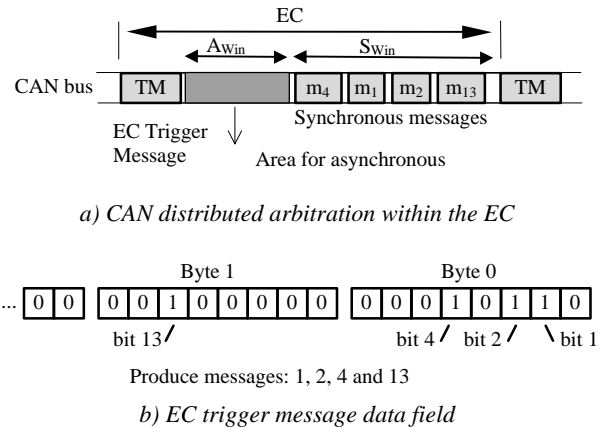 EC
AWin SWin
CAN bus TM m4 m1 m2 m13 TM
EC Trigger Message
Synchronous messages
Area for asynchronous
a) CAN distributed arbitration within the EC
Byte 1 Byte 0
... 0 0 0 0 1 0 0 0 0 0 0 0 0 1 0 1 1 0
bit 13 bit 4 bit 2 bit 1
Produce messages: 1, 2, 4 and 13
b) EC trigger message data field